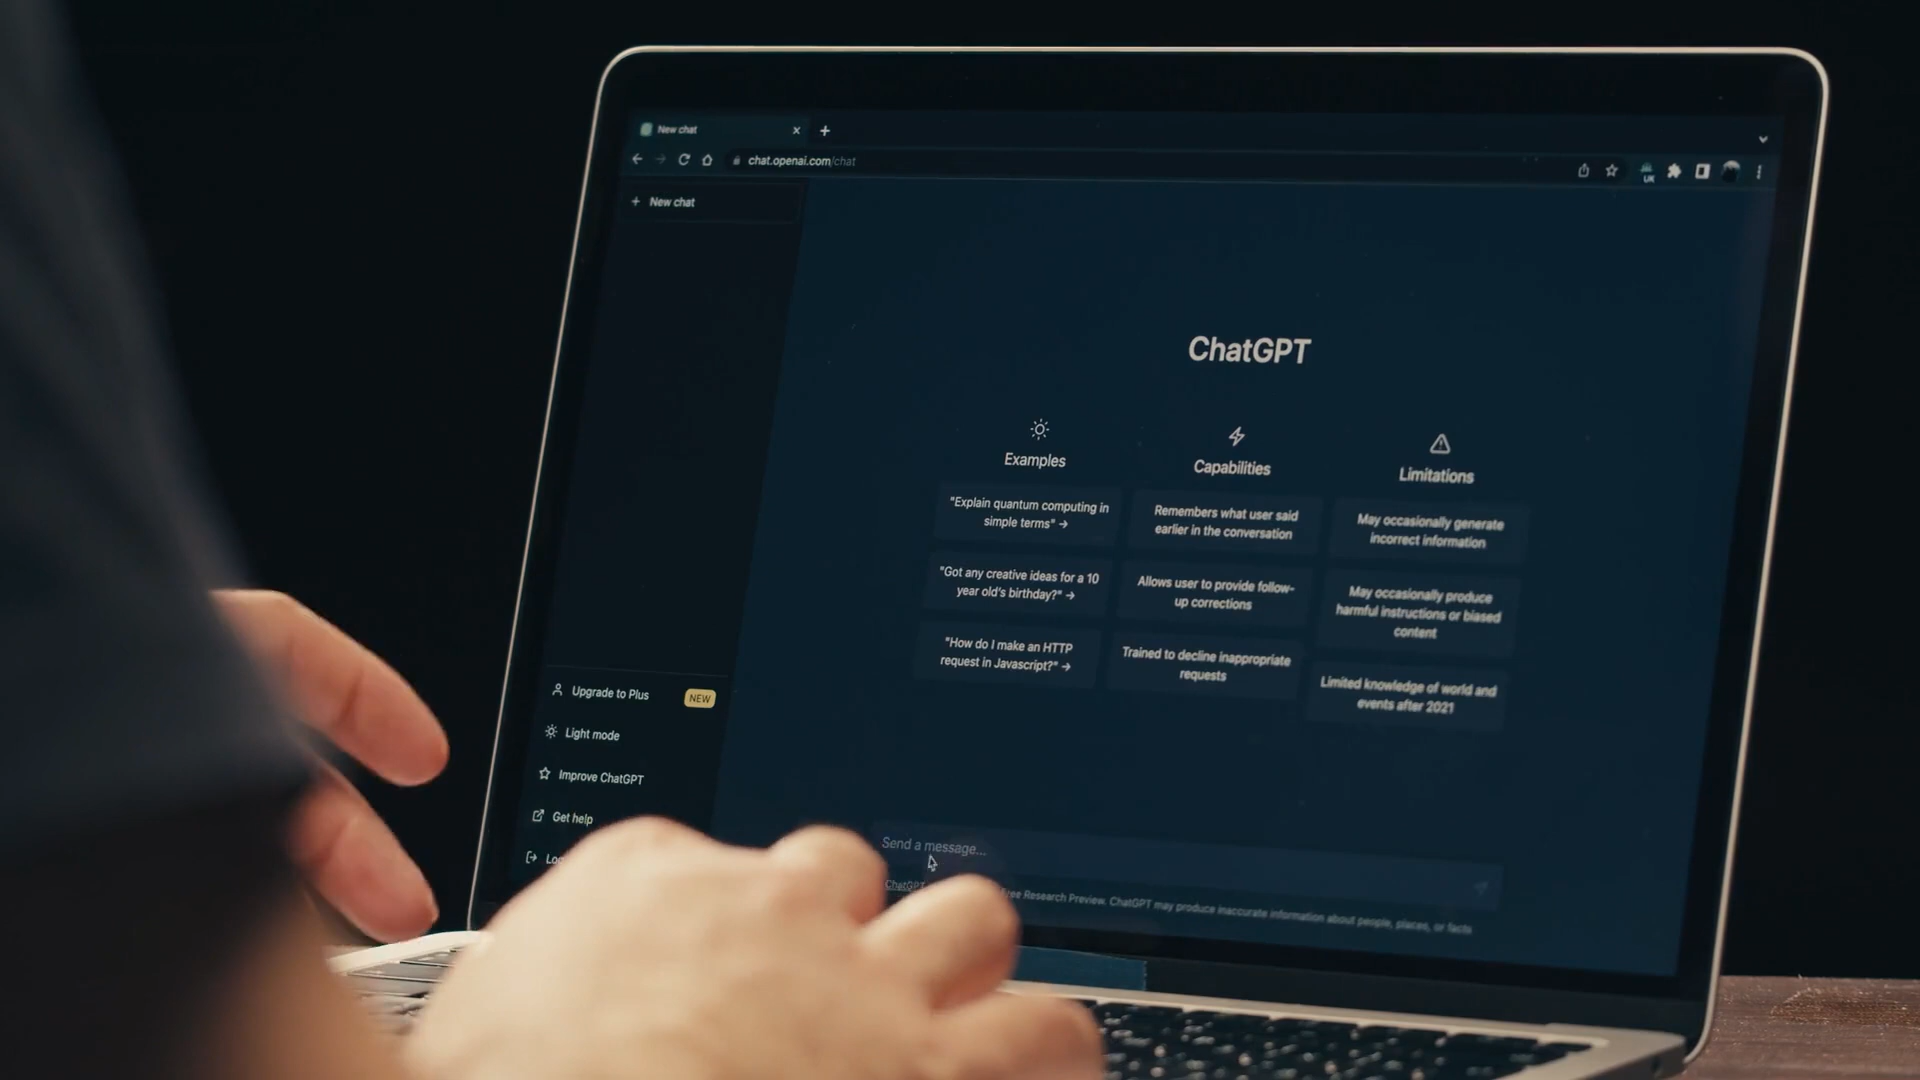 New chat
chat.openai.com/chat
UK
+ New chat
ChatGPT
Examples
"Explain quantum computing in
simple terms" →
"Got any creative ideas for a 10
year old's birthday?" →
"How do I make an HTTP
request in Javascript?" →
Capabilities
Remembers what user said
earlier in the conversation
Allows user to provide follow-
up corrections
Trained to decline inappropriate
requests
Limitations
May occasionally generate
incorrect information
May occasionally produce
harmful instructions or biased
content
Limited knowledge of world and
events after 2021
Upgrade to Plus NEW
Light mode
Improve ChatGPT
Get help
Send a message...
ChatGPT Free Research Preview. ChatGPT may produce inaccurate information about people, places, or facts